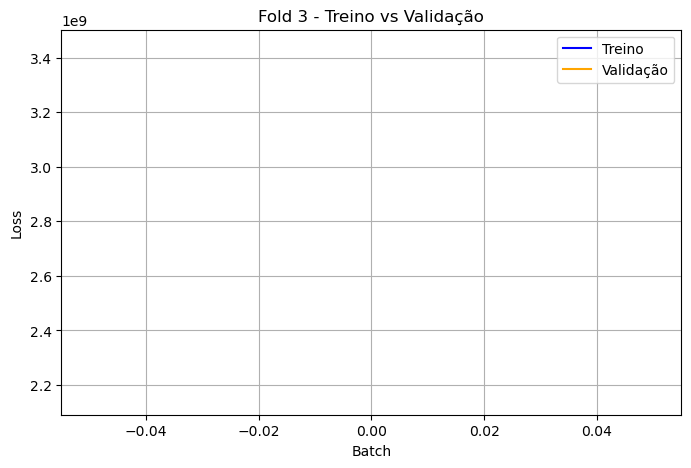 Fold 3 - Treino vs Validação
1e9
Treino
Validação
3.4
3.2
3.0
2.8
2.6
2.4
2.2
Loss
−0.04
−0.02
0.00
0.02
0.04
Batch